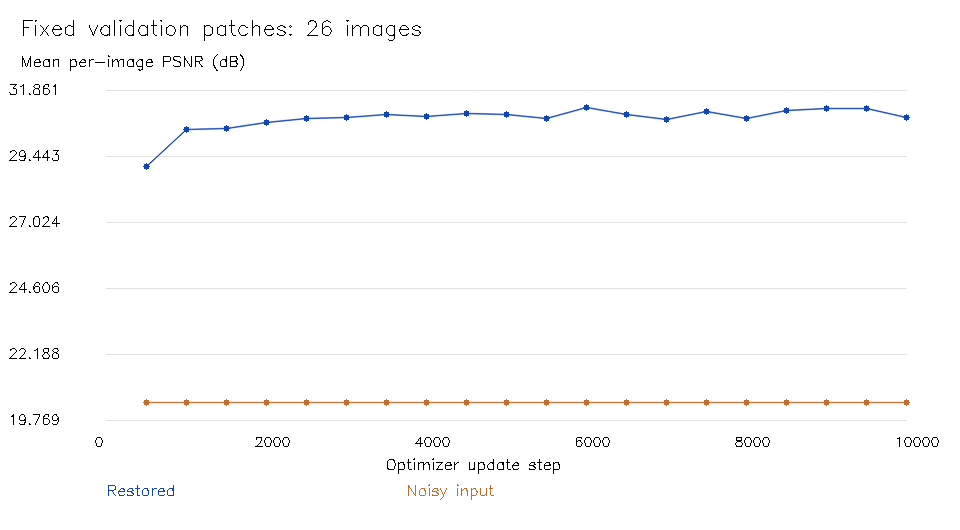 Fixed validation patches: 26 images
Mean per-image PSNR (dB)
31.861
29.443
27.024
24.606
22.188
19.769
0 2000 4000 6000 8000 10000
Optimizer update step
Restored Noisy input